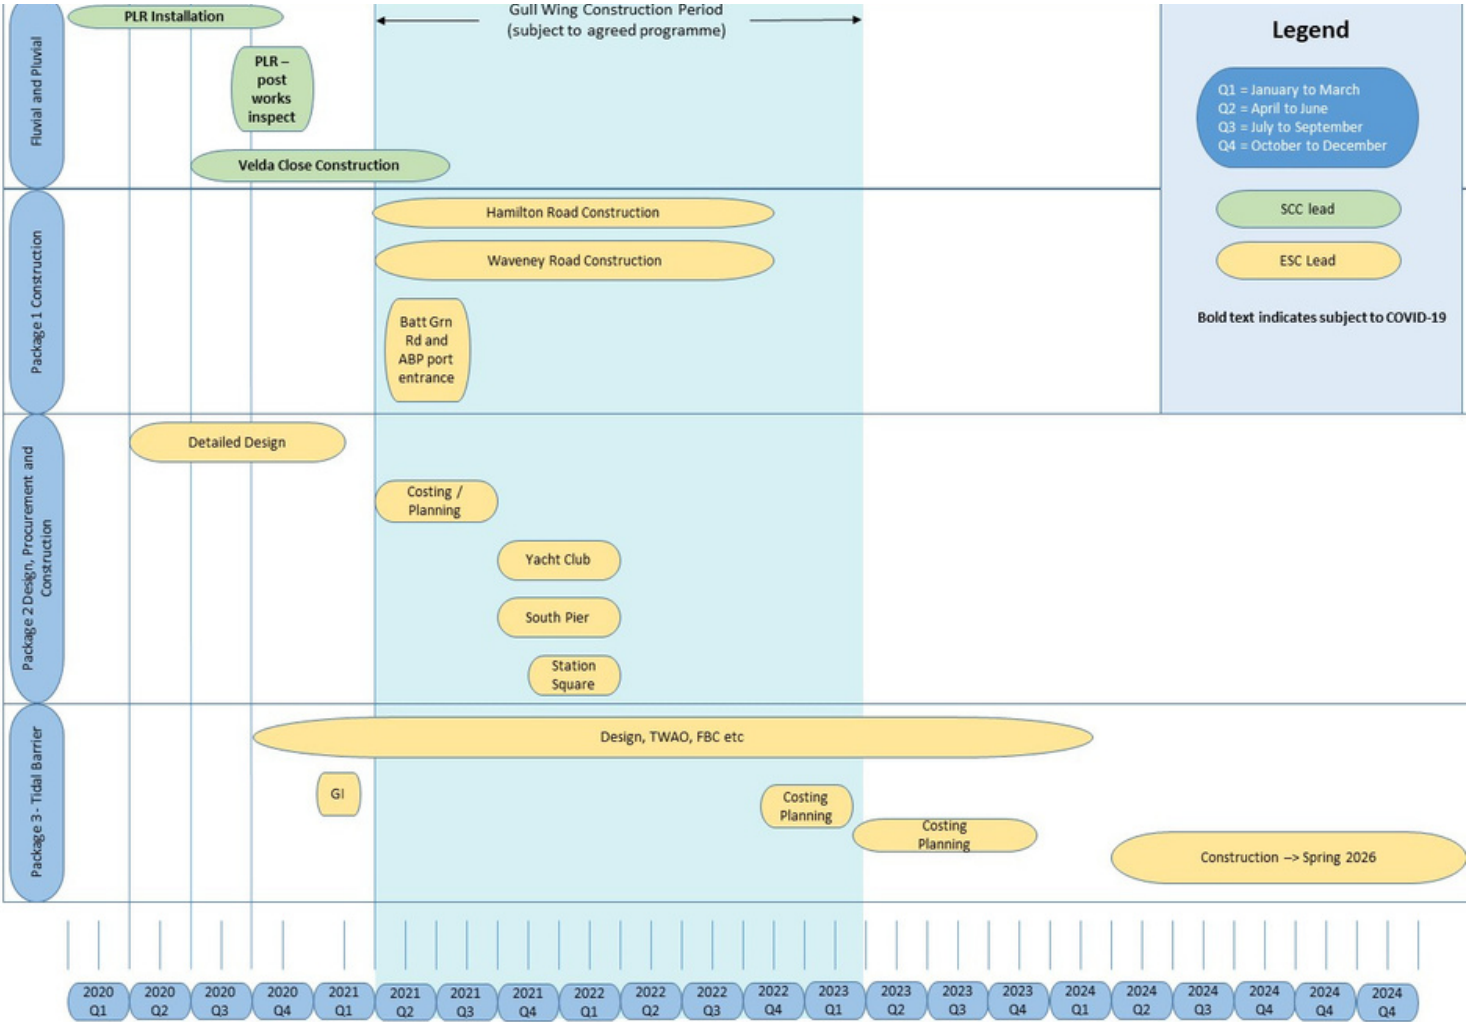 PLR Installation
Gull Wing Construction Period
(subject to agreed programme)
Legend
Fluvial and Pluvial
PLR –
post
works
inspect
Q1 = January to March
Q2 = April to June
Q3 = July to September
Q4 = October to December
Velda Close Construction
SCC lead
ESC Lead
Bold text indicates subject to COVID-19
Package 1 Construction
Hamilton Road Construction
Waveney Road Construction
Batt Grn
Rd and
ABP port
entrance
Package 2 Design, Procurement and
Construction
Detailed Design
Costing /
Planning
Yacht Club
South Pier
Station
Square
Package 3 - Tidal Barrier
Design, TWAO, FBC etc
GI
Costing
Planning
Costing
Planning
Construction –> Spring 2026
2020
Q1
2020
Q2
2020
Q3
2020
Q4
2021
Q1
2021
Q2
2021
Q3
2021
Q4
2022
Q1
2022
Q2
2022
Q3
2022
Q4
2023
Q1
2023
Q2
2023
Q3
2023
Q4
2024
Q1
2024
Q2
2024
Q3
2024
Q4
2024
Q4
2024
Q4